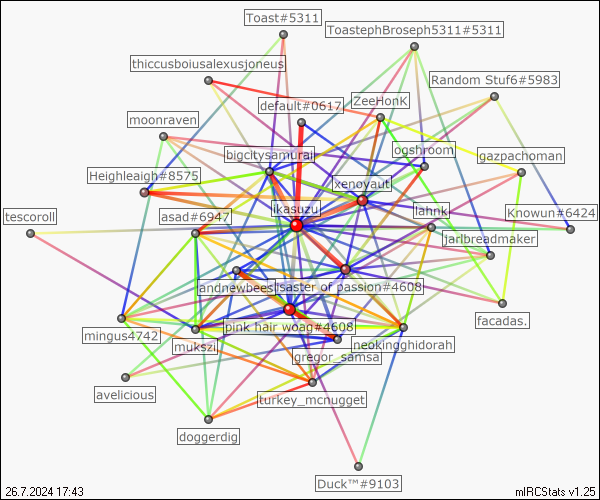 Toast#5311
ToastephBroseph5311#5311
thiccusboiusalexusjoneus
Random Stuf6#5983
default#0617
ZeeHonK
moonraven
ogshroom
bigcitysamurai
gazpachoman
Heighleaigh#8575
xenoyaut
likasuzu
lahnk
Knowun#6424
tescoroll
asad#6947
jarlbreadmaker
andnewbees
saster of passion#4608
facadas.
mingus4742
pink hair woag#4608
mukszi
neokingghidorah
gregor_samsa
avelicious
turkey_mcnugget
doggerdig
Duck™#9103
26.7.2024 17:43
mIRCStats v1.25